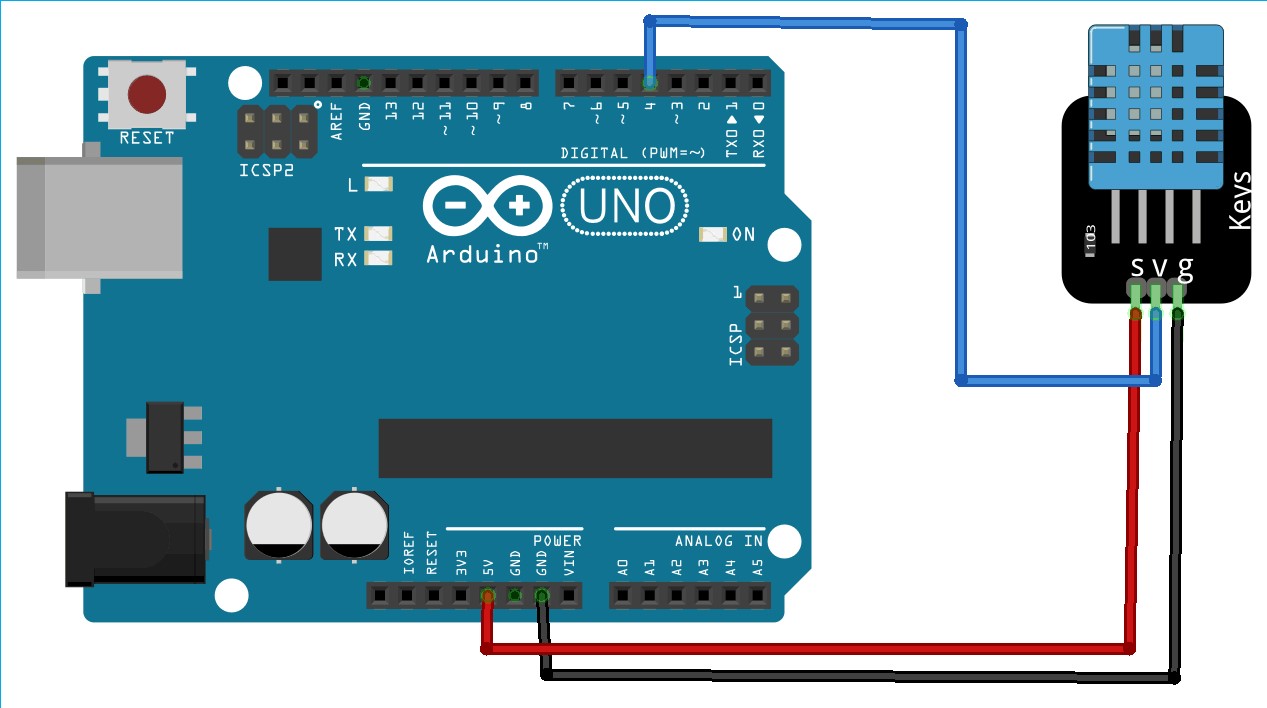 RESET
ICSP2
AREF
GND
13
12
~11
~10
~9
8
7
~6
~5
4
~3
2
TX0▶1
RX0◀0
DIGITAL (PWM=~)
L
TX
RX
UNO
Arduino™
ON
1
ICSP
Keys
103
s v g
IOREF
RESET
3V3
5V
GND
GND
VIN
POWER
ANALOG IN
A0
A1
A2
A3
A4
A5